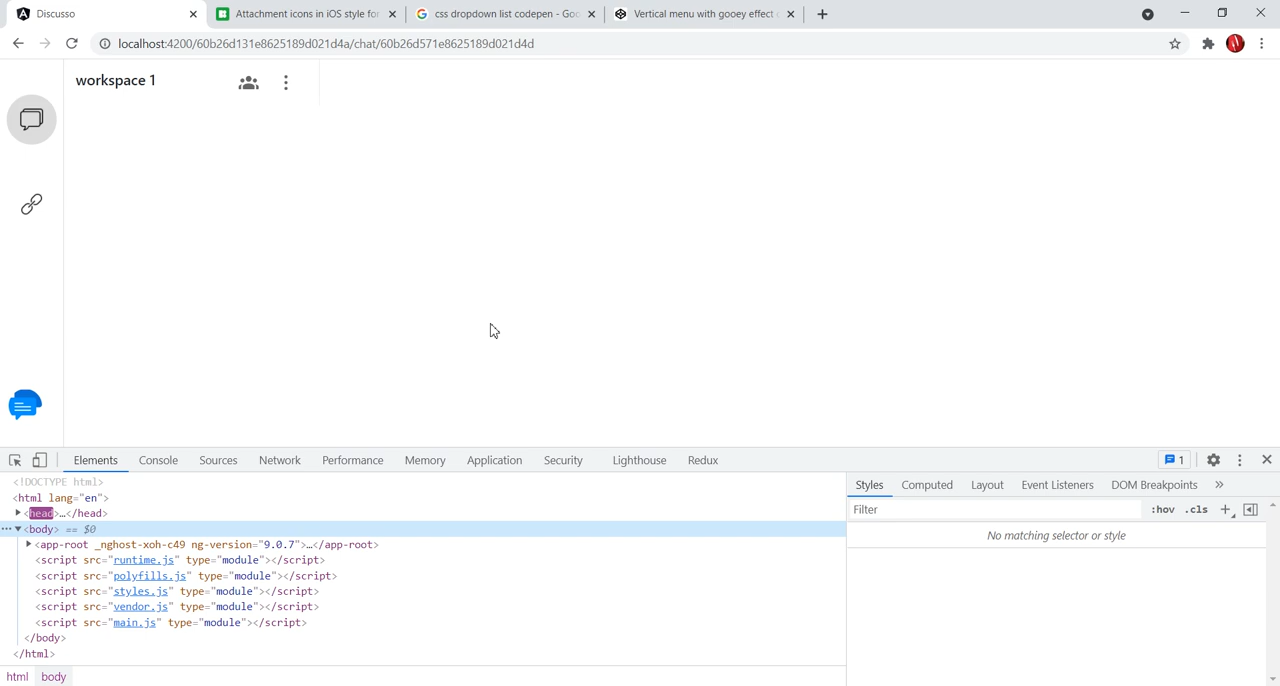 Discusso
Attachment icons in iOS style for
css dropdown list codepen - Goo
Vertical menu with gooey effect
localhost:4200/60b26d131e8625189d021d4a/chat/60b26d571e8625189d021d4d
workspace 1
Elements Console Sources Network Performance Memory Application Security Lighthouse Redux 1
<!DOCTYPE html>
<html lang="en">
<head>…</head>
<body> == $0
<app-root _nghost-xoh-c49 ng-version="9.0.7">…</app-root>
<script src="runtime.js" type="module"></script>
<script src="polyfills.js" type="module"></script>
<script src="styles.js" type="module"></script>
<script src="vendor.js" type="module"></script>
<script src="main.js" type="module"></script>
</body>
</html>
html body
Styles Computed Layout Event Listeners DOM Breakpoints »
Filter :hov .cls
No matching selector or style